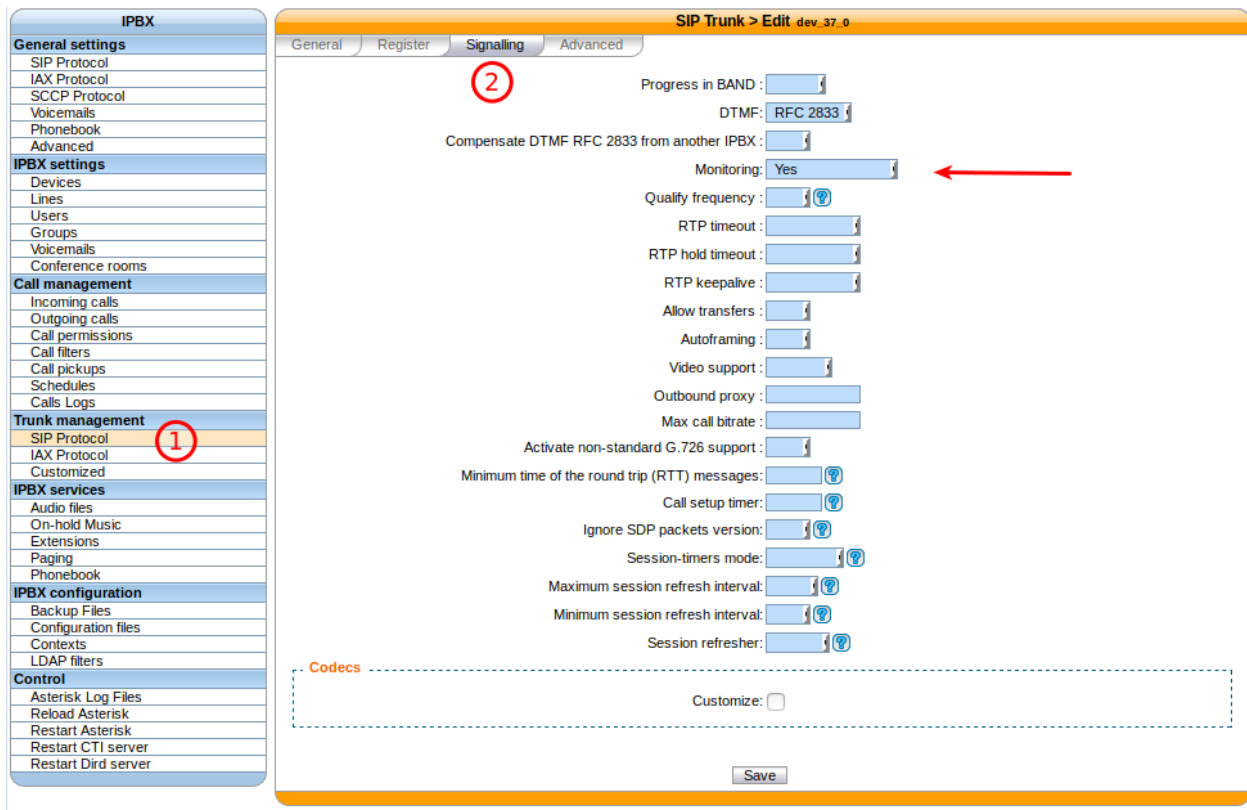 IPBX
General settings
SIP Protocol
IAX Protocol
SCCP Protocol
Voicemails
Phonebook
Advanced
IPBX settings
Devices
Lines
Users
Groups
Voicemails
Conference rooms
Call management
Incoming calls
Outgoing calls
Call permissions
Call filters
Call pickups
Schedules
Calls Logs
Trunk management
SIP Protocol
1
IAX Protocol
Customized
IPBX services
Audio files
On-hold Music
Extensions
Paging
Phonebook
IPBX configuration
Backup Files
Configuration files
Contexts
LDAP filters
Control
Asterisk Log Files
Reload Asterisk
Restart Asterisk
Restart CTI server
Restart Dird server
SIP Trunk > Edit dev_37_0
General Register Signalling Advanced
2
Progress in BAND :
DTMF: RFC 2833
Compensate DTMF RFC 2833 from another IPBX :
Monitoring: Yes
Qualify frequency : ?
RTP timeout :
RTP hold timeout :
RTP keepalive :
Allow transfers :
Autoframing :
Video support :
Outbound proxy :
Max call bitrate :
Activate non-standard G.726 support :
Minimum time of the round trip (RTT) messages: ?
Call setup timer: ?
Ignore SDP packets version: ?
Session-timers mode: ?
Maximum session refresh interval: ?
Minimum session refresh interval: ?
Session refresher: ?
Codecs
Customize:
Save